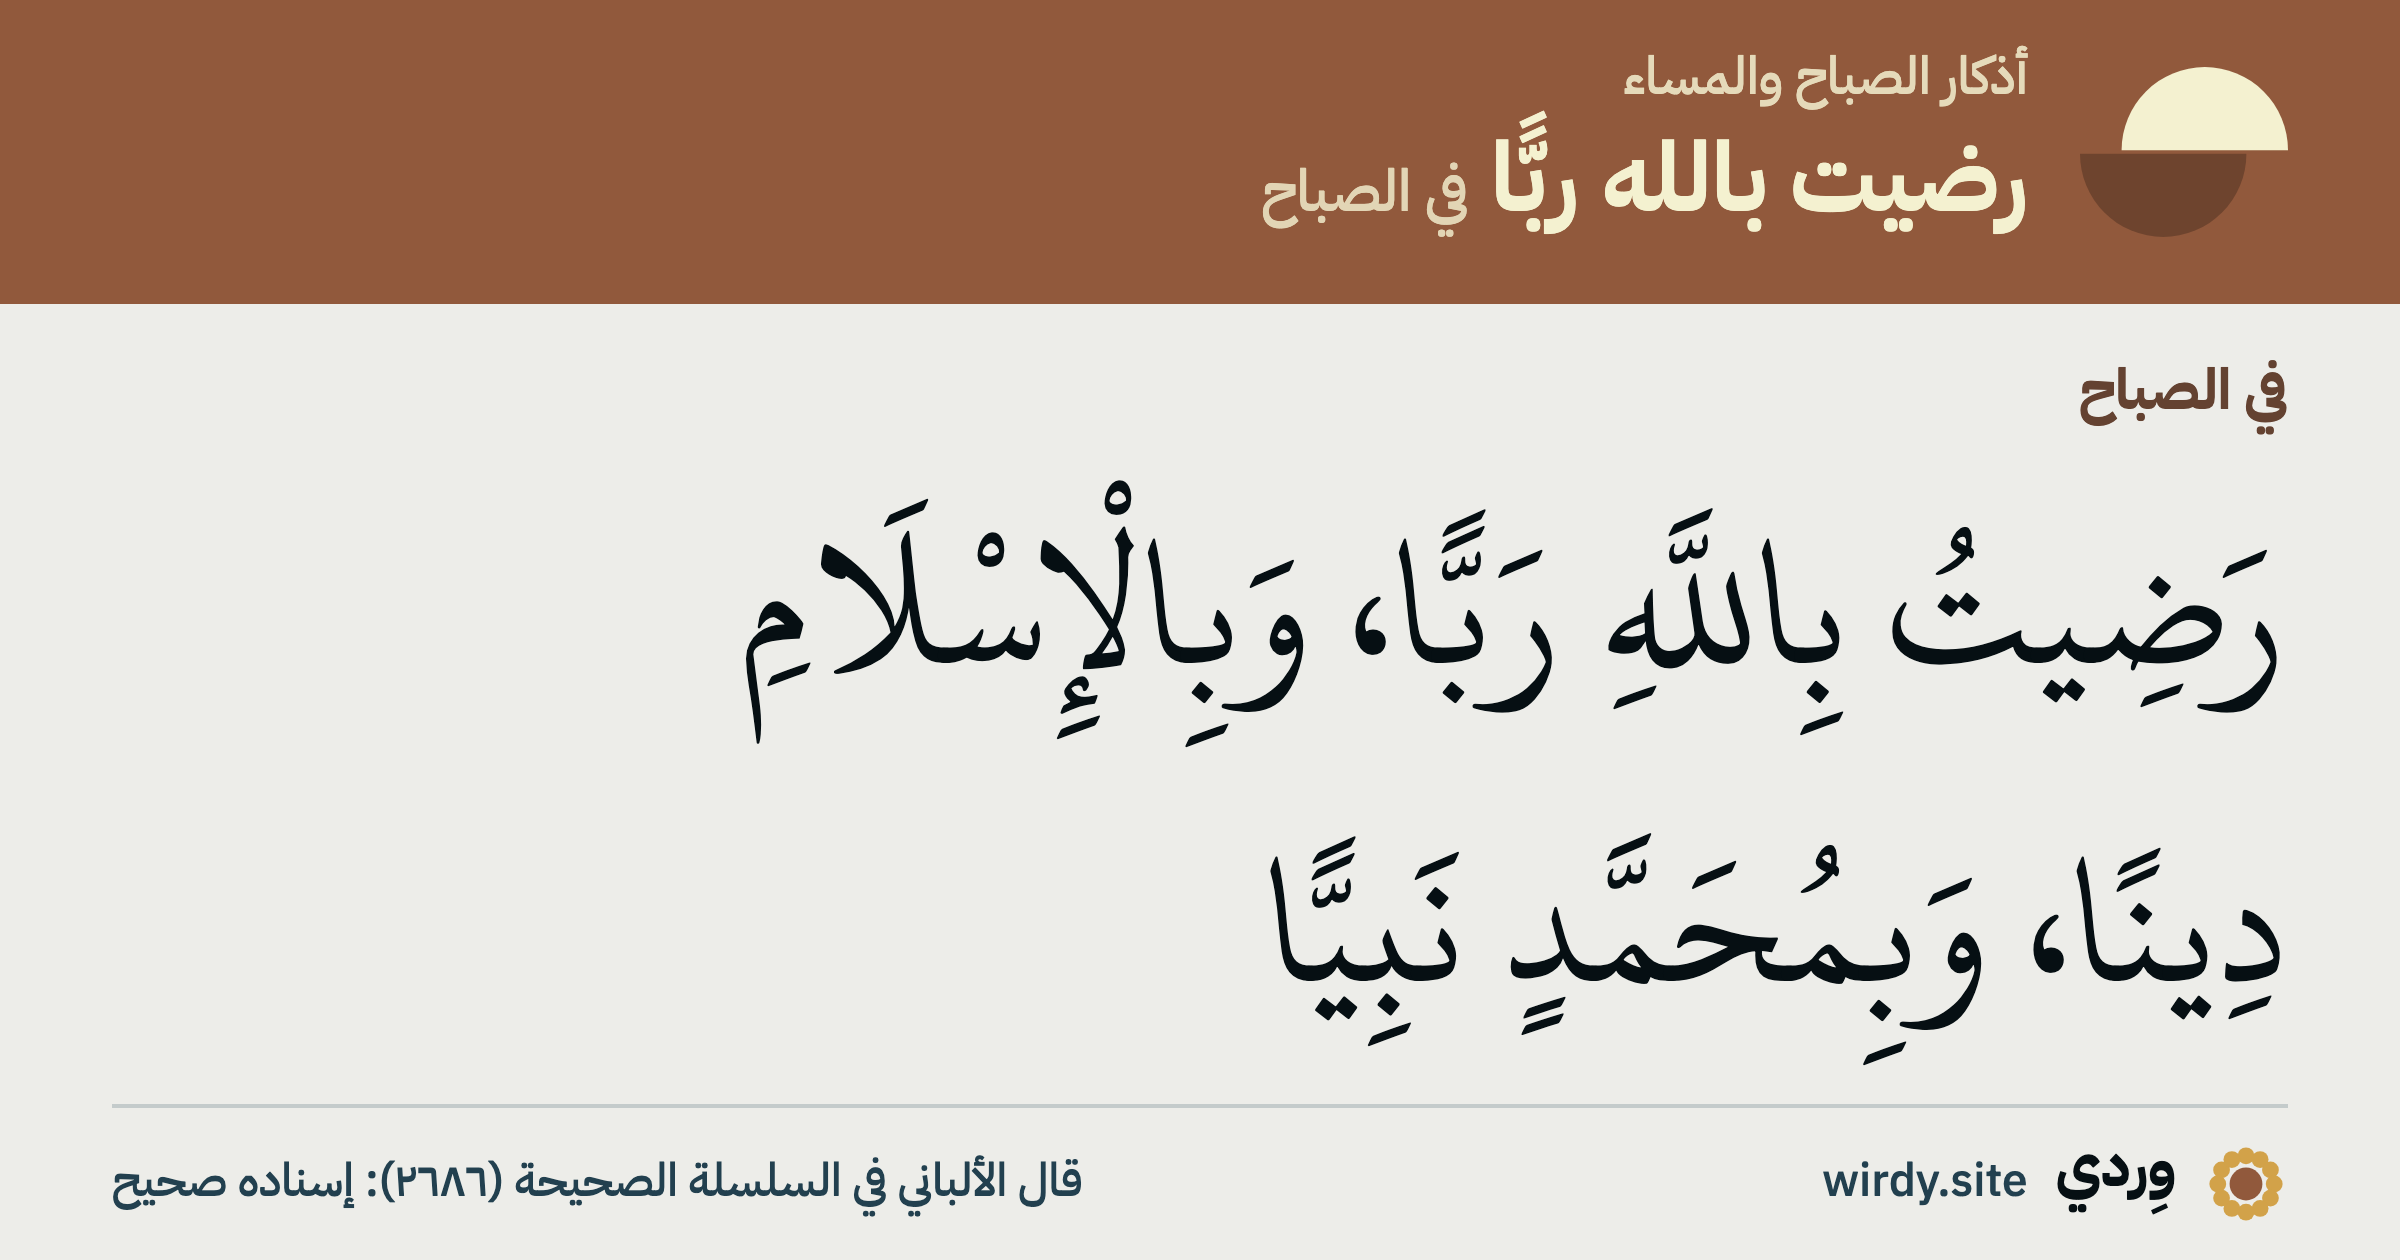 أذكار الصباح والمساء
رضيت بالله ربًّا في الصباح
في الصباح
رَضِيتُ بِاللَّهِ رَبًّا، وَبِالْإِسْلَامِ
دِينًا، وَبِمُحَمَّدٍ نَبِيًّا
وِردي wirdy.site
قال الألباني في السلسلة الصحيحة (٢٦٨٦): إسناده صحيح